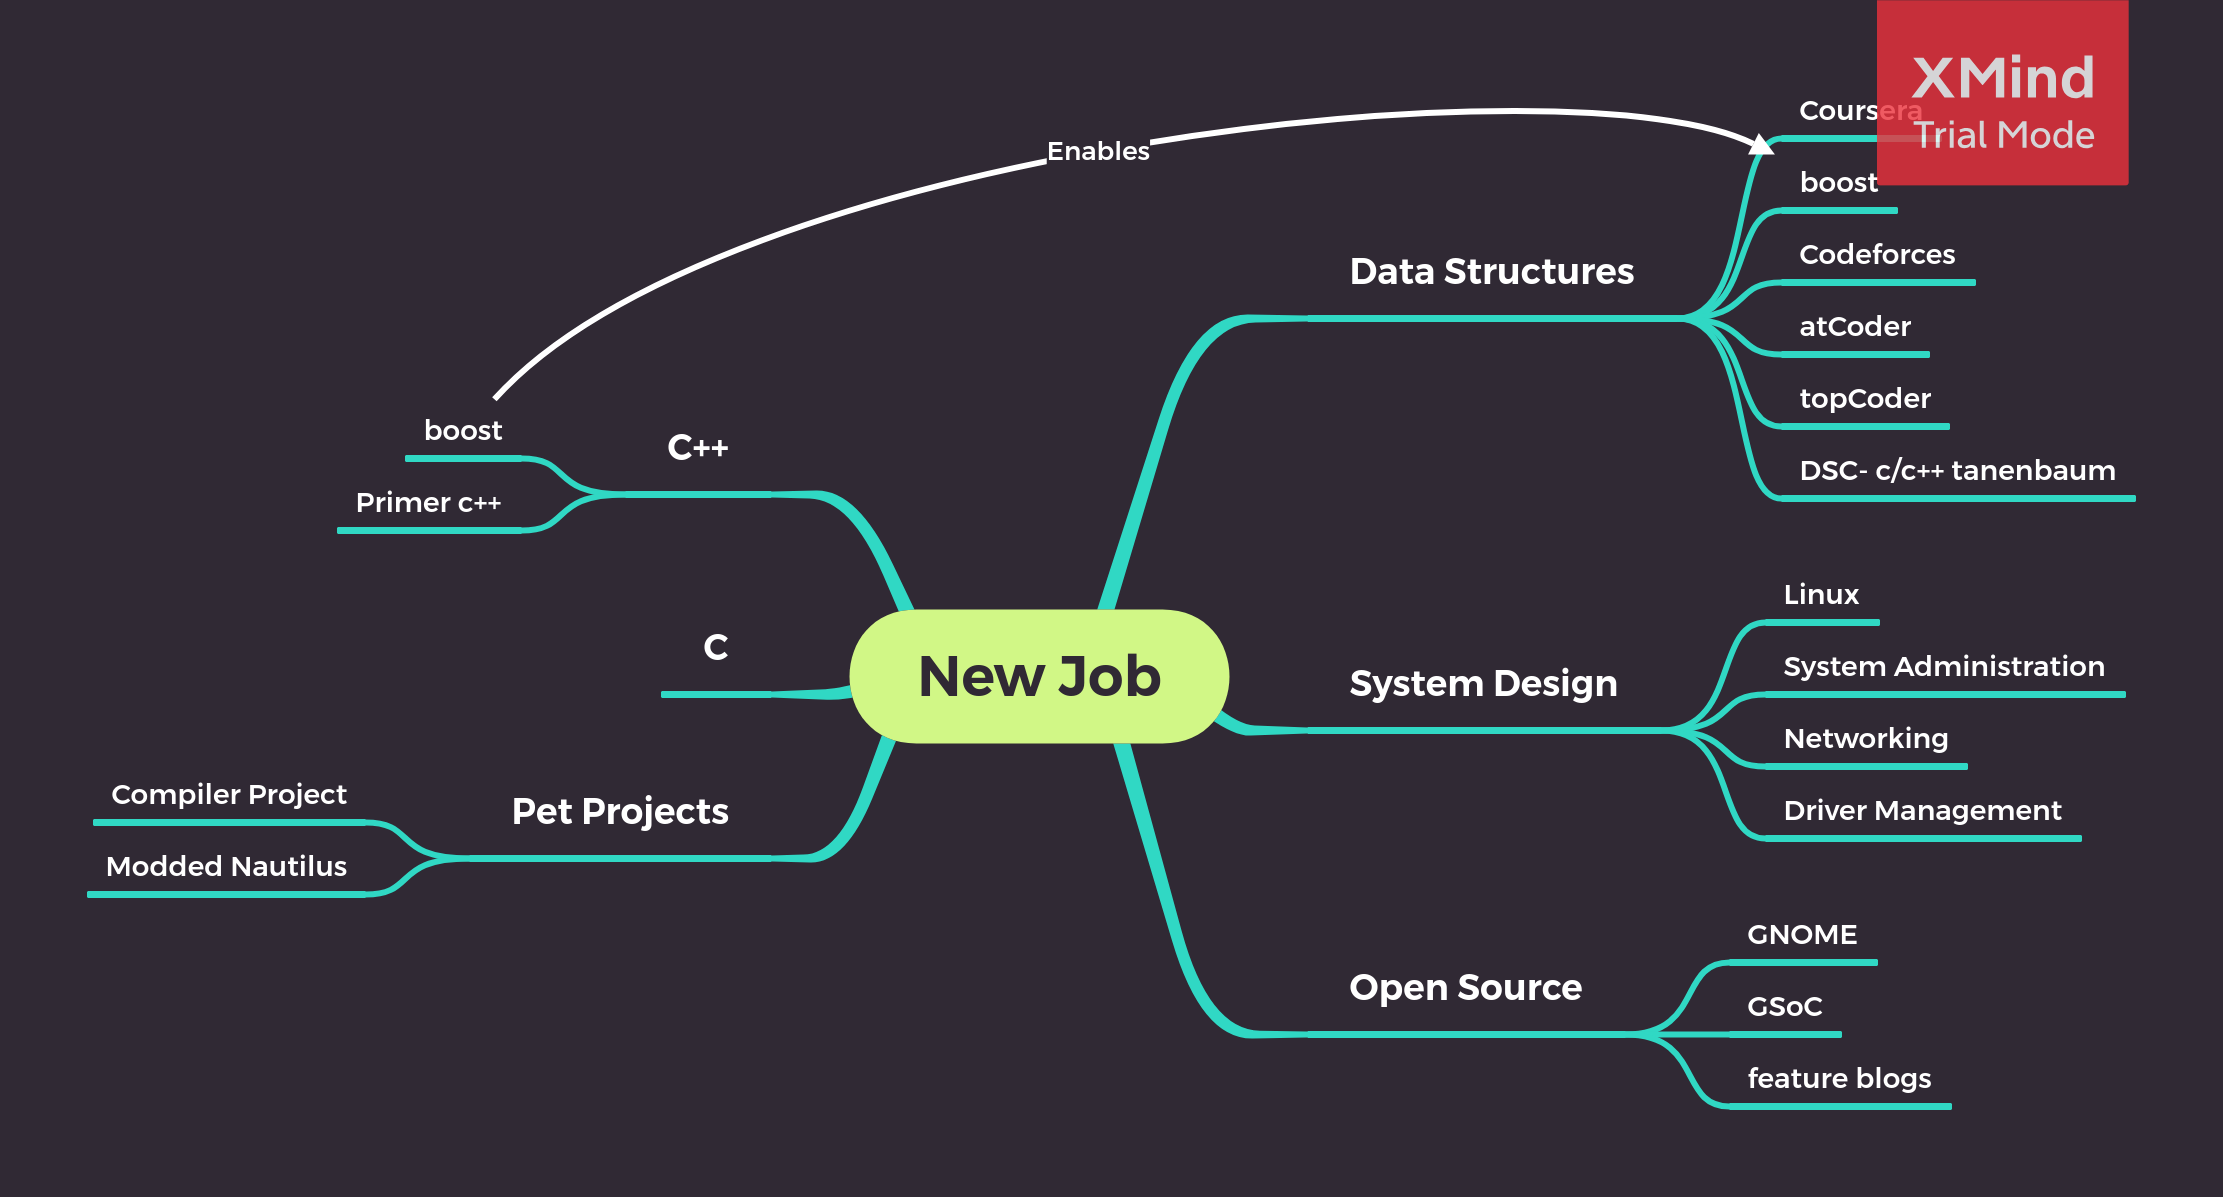 XMind
Trial Mode
Coursera
Enables
boost
Codeforces
Data Structures
atCoder
topCoder
DSC- c/c++ tanenbaum
boost
C++
Primer c++
Linux
C
System Administration
New Job
System Design
Networking
Compiler Project
Pet Projects
Driver Management
Modded Nautilus
GNOME
Open Source
GSoC
feature blogs